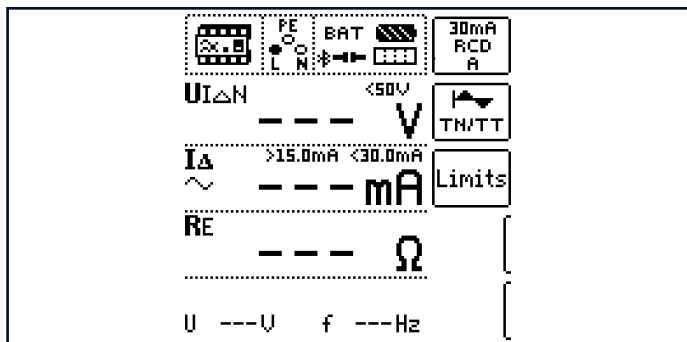 PE
BAT
L N
30mA
RCD
A
UI△N <50V
--- V
TN/TT
I∆ >15.0mA <30.0mA
∼ --- mA
Limits
RE
--- Ω
U ---V f ---Hz